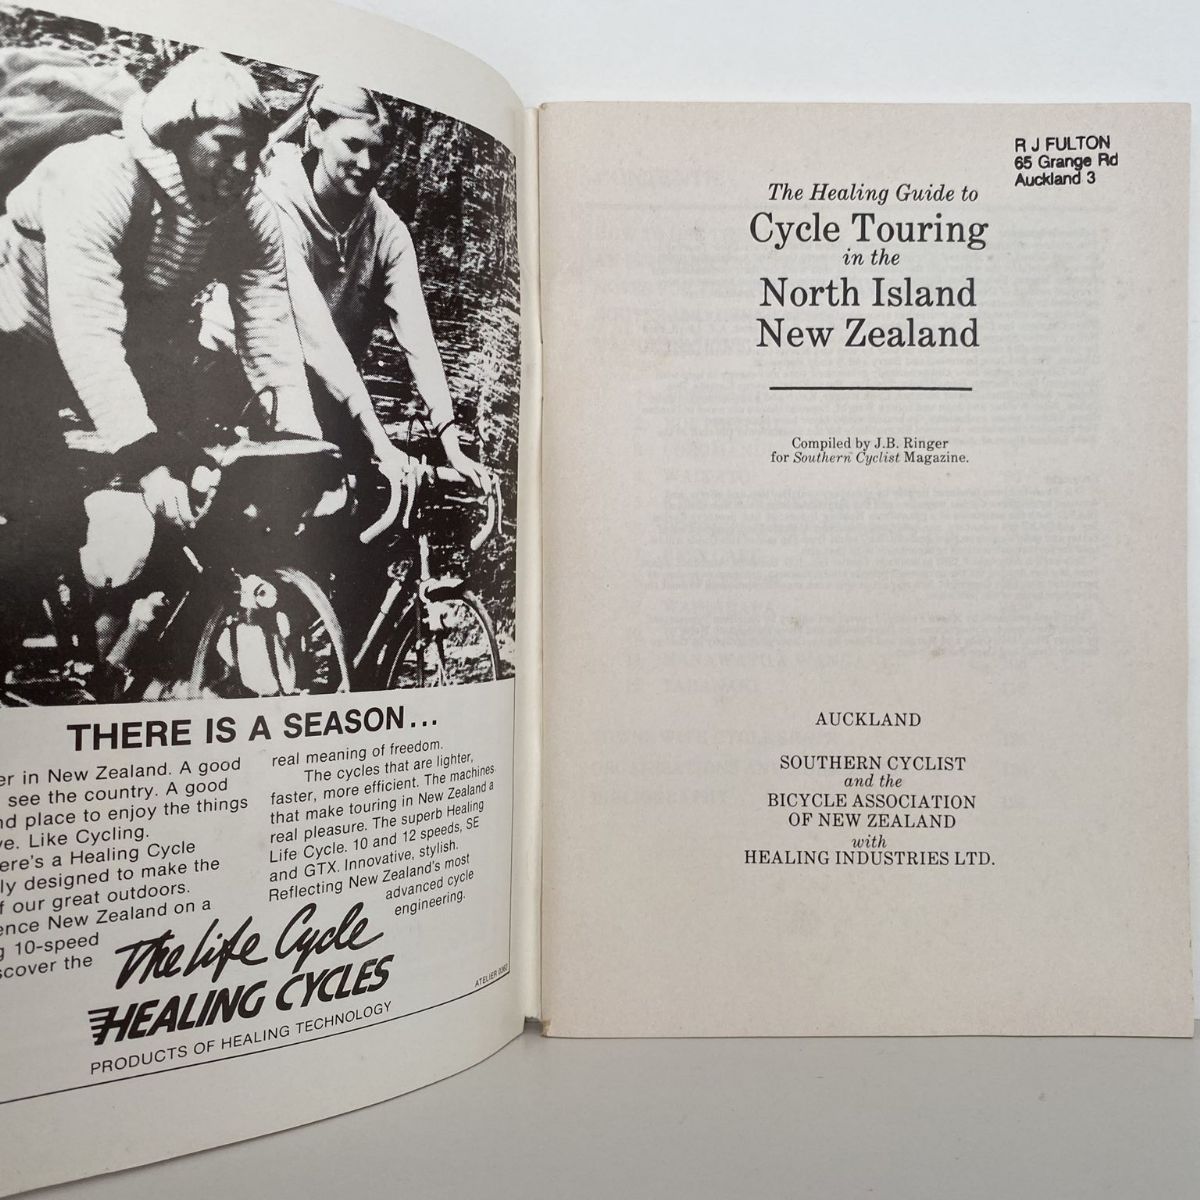 THERE IS A SEASON...
er in New Zealand. A good
see the country. A good
nd place to enjoy the things
ve. Like Cycling.
ere's a Healing Cycle
ly designed to make the
f our great outdoors.
ence New Zealand on a
g 10-speed
scover the
real meaning of freedom.
The cycles that are lighter,
faster, more efficient. The machines
that make touring in New Zealand a
real pleasure. The superb Healing
Life Cycle. 10 and 12 speeds, SE
and GTX. Innovative, stylish.
Reflecting New Zealand's most
advanced cycle
engineering.
The Life Cycle
HEALING CYCLES
PRODUCTS OF HEALING TECHNOLOGY
ATELIER
R J FULTON
65 Grange Rd
Auckland 3
The Healing Guide to
Cycle Touring
in the
North Island
New Zealand
Compiled by J.B. Ringer
for Southern Cyclist Magazine.
AUCKLAND
SOUTHERN CYCLIST
and the
BICYCLE ASSOCIATION
OF NEW ZEALAND
with
HEALING INDUSTRIES LTD.